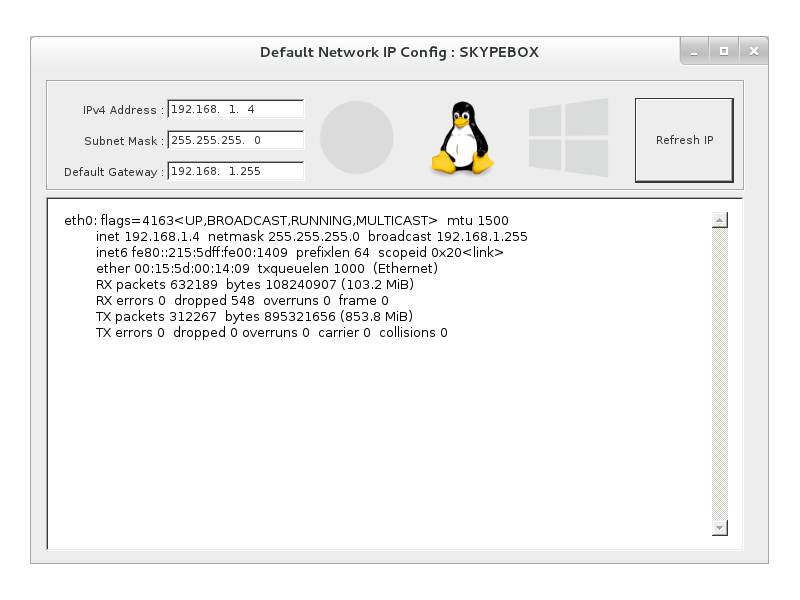 Default Network IP Config : SKYPEBOX
IPv4 Address : 192.168. 1. 4
Subnet Mask : 255.255.255. 0
Default Gateway : 192.168. 1.255
Refresh IP
eth0: flags=4163<UP,BROADCAST,RUNNING,MULTICAST> mtu 1500
inet 192.168.1.4 netmask 255.255.255.0 broadcast 192.168.1.255
inet6 fe80::215:5dff:fe00:1409 prefixlen 64 scopeid 0x20<link>
ether 00:15:5d:00:14:09 txqueuelen 1000 (Ethernet)
RX packets 632189 bytes 108240907 (103.2 MiB)
RX errors 0 dropped 548 overruns 0 frame 0
TX packets 312267 bytes 895321656 (853.8 MiB)
TX errors 0 dropped 0 overruns 0 carrier 0 collisions 0